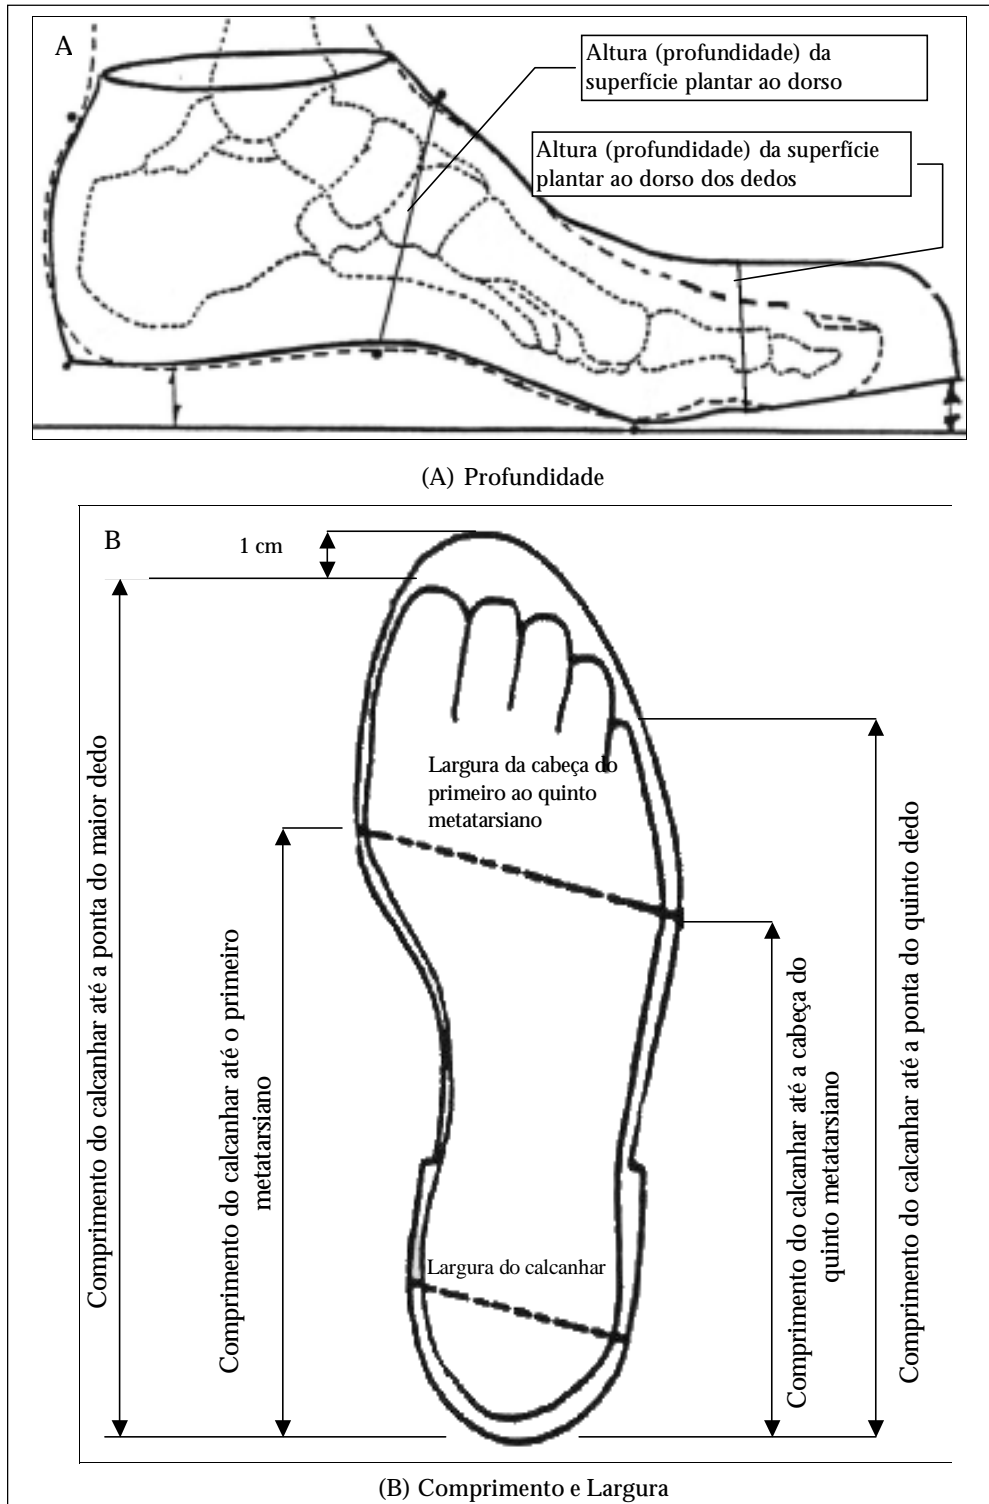 A
Altura (profundidade) da
superfície plantar ao dorso
Altura (profundidade) da superfície
plantar ao dorso dos dedos
(A) Profundidade
B
1 cm
Comprimento do calcanhar até a ponta do maior dedo
Comprimento do calcanhar até o primeiro
metatarsiano
Largura da cabeça do
primeiro ao quinto
metatarsiano
Largura do calcanhar
Comprimento do calcanhar até a cabeça do
quinto metatarsiano
Comprimento do calcanhar até a ponta do quinto dedo
(B) Comprimento e Largura